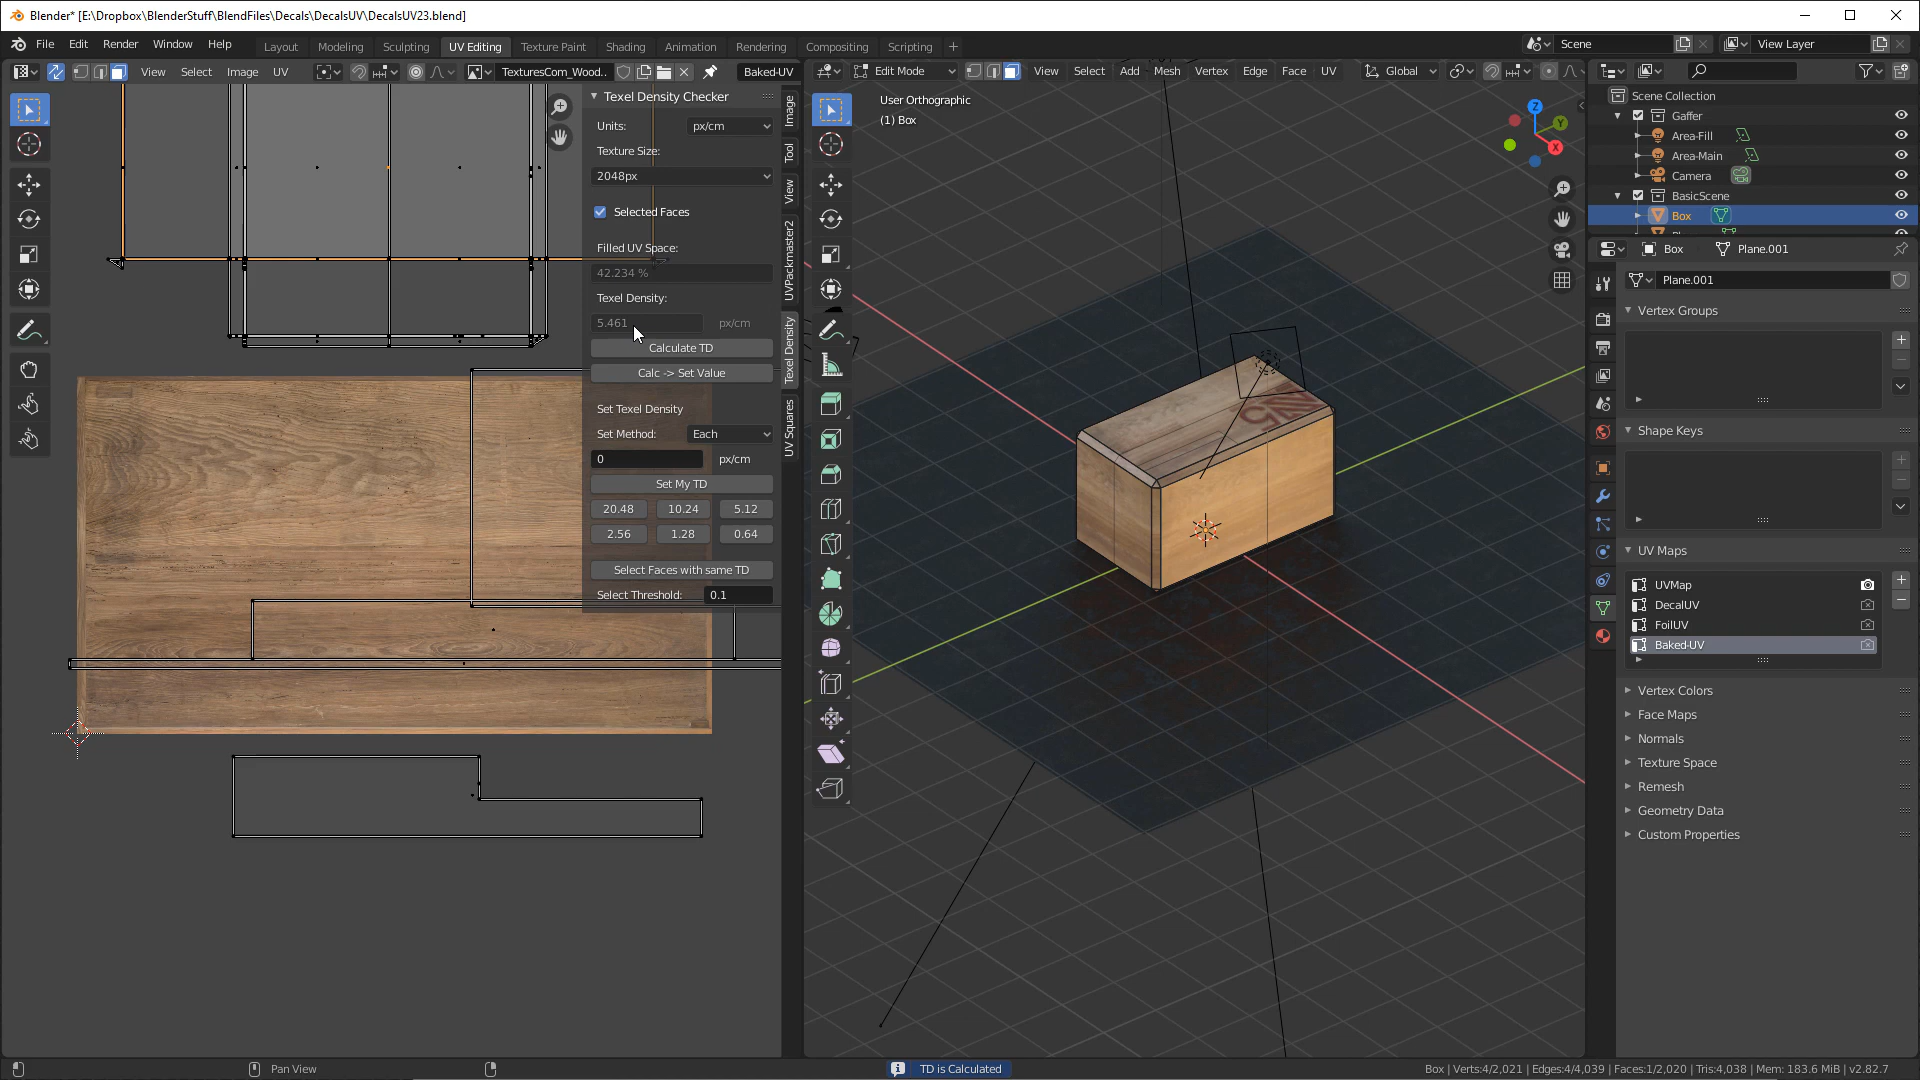 Blender* [E:\Dropbox\BlenderStuff\BlendFiles\Decals\DecalsUV\DecalsUV23.blend]
File Edit Render Window Help
Layout Modeling Sculpting UV Editing Texture Paint Shading Animation Rendering Compositing Scripting +
Scene
View Layer
View Select Image UV
TexturesCom_Wood..
Baked-UV
Edit Mode
View Select Add Mesh Vertex Edge Face UV
Global
Texel Density Checker
Units: px/cm
Texture Size:
2048px
Selected Faces
Filled UV Space:
42.234 %
Texel Density:
5.461 px/cm
Calculate TD
Calc -> Set Value
Set Texel Density
Set Method: Each
0 px/cm
Set My TD
20.48 10.24 5.12
2.56 1.28 0.64
Select Faces with same TD
Select Threshold: 0.1
Image
Tool
View
UVPackmaster2
Texel Density
UV Squares
User Orthographic
(1) Box
Z
Y
X
Scene Collection
Gaffer
Area-Fill
Area-Main
Camera
BasicScene
Box
Box Plane.001
Plane.001
Vertex Groups
Shape Keys
UV Maps
UVMap
DecalUV
FoilUV
Baked-UV
Vertex Colors
Face Maps
Normals
Texture Space
Remesh
Geometry Data
Custom Properties
Pan View
TD is Calculated
Box | Verts:4/2,021 | Edges:4/4,039 | Faces:1/2,020 | Tris:4,038 | Mem: 183.6 MiB | v2.82.7